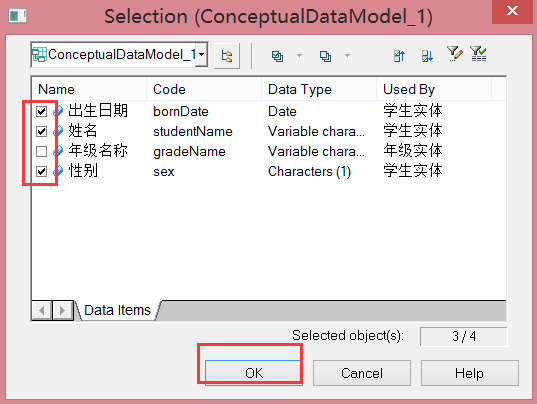 Selection (ConceptualDataModel_1)
ConceptualDataModel_1
Name Code Data Type Used By
出生日期 bornDate Date 学生实体
姓名 studentName Variable chara... 学生实体
年级名称 gradeName Variable chara... 年级实体
性别 sex Characters (1) 学生实体
Data Items
Selected object(s): 3 / 4
OK Cancel Help